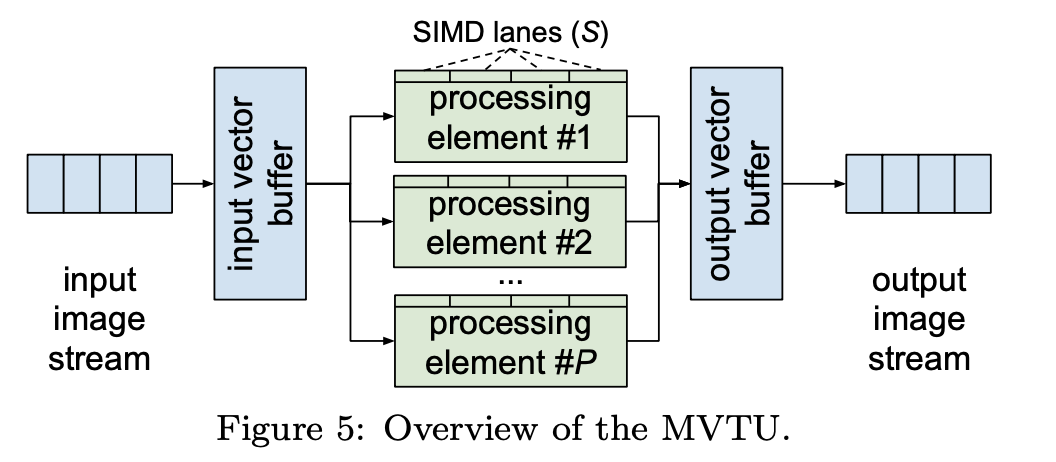 SIMD lanes (S)
input vector
buffer
processing
element #1
processing
element #2
...
processing
element #P
output vector
buffer
input
image
stream
output
image
stream
Figure 5: Overview of the MVTU.